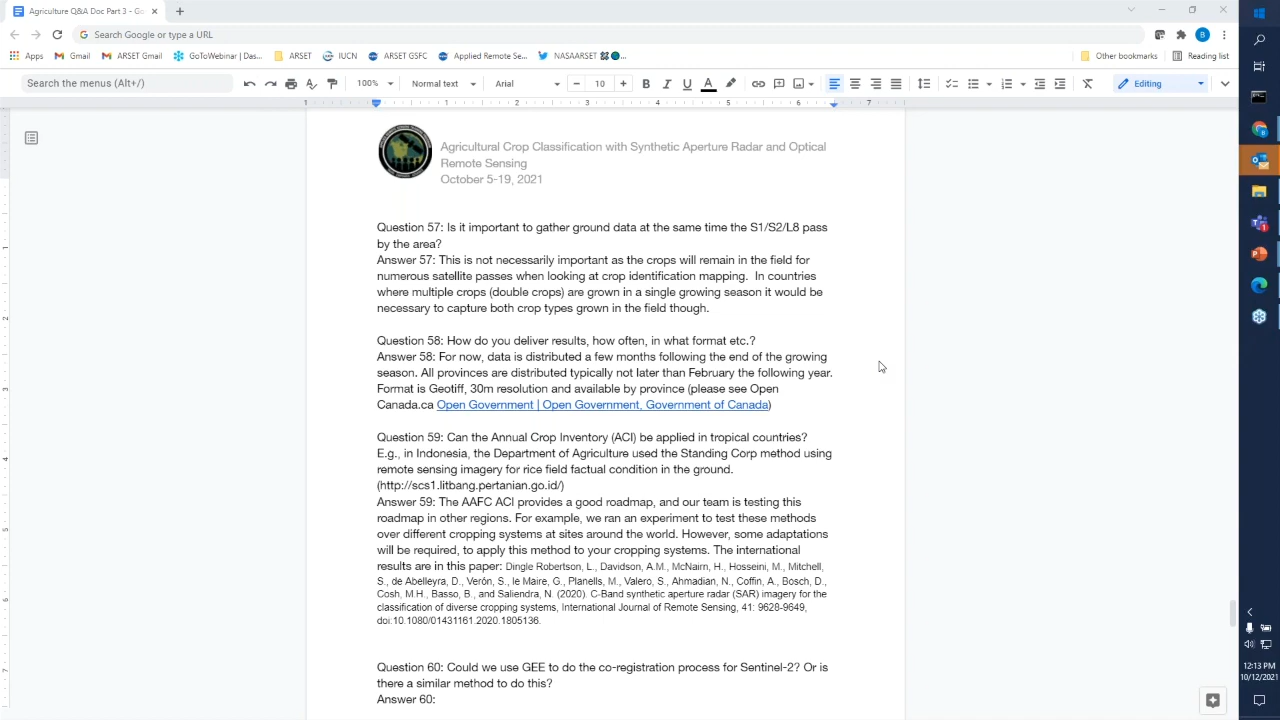 Agriculture Q&A Doc Part 3 - Go
Search Google or type a URL
B
Apps Gmail ARSET Gmail GoToWebinar | Das... ARSET IUCN ARSET GSFC Applied Remote Se... NASAARSET Other bookmarks Reading list
Search the menus (Alt+/) 100% Normal text Arial 10 B I U A Editing
1 2 3 4 5 6 7
Agricultural Crop Classification with Synthetic Aperture Radar and Optical
Remote Sensing
October 5-19, 2021
Question 57: Is it important to gather ground data at the same time the S1/S2/L8 pass
by the area?
Answer 57: This is not necessarily important as the crops will remain in the field for
numerous satellite passes when looking at crop identification mapping. In countries
where multiple crops (double crops) are grown in a single growing season it would be
necessary to capture both crop types grown in the field though.
Question 58: How do you deliver results, how often, in what format etc.?
Answer 58: For now, data is distributed a few months following the end of the growing
season. All provinces are distributed typically not later than February the following year.
Format is Geotiff, 30m resolution and available by province (please see Open
Canada.ca Open Government | Open Government, Government of Canada)
Question 59: Can the Annual Crop Inventory (ACI) be applied in tropical countries?
E.g., in Indonesia, the Department of Agriculture used the Standing Corp method using
remote sensing imagery for rice field factual condition in the ground.
(http://scs1.litbang.pertanian.go.id/)
Answer 59: The AAFC ACI provides a good roadmap, and our team is testing this
roadmap in other regions. For example, we ran an experiment to test these methods
over different cropping systems at sites around the world. However, some adaptations
will be required, to apply this method to your cropping systems. The international
results are in this paper: Dingle Robertson, L., Davidson, A.M., McNairn, H., Hosseini, M., Mitchell,
S., de Abelleyra, D., Verón, S., le Maire, G., Planells, M., Valero, S., Ahmadian, N., Coffin, A., Bosch, D.,
Cosh, M.H., Basso, B., and Saliendra, N. (2020). C-Band synthetic aperture radar (SAR) imagery for the
classification of diverse cropping systems, International Journal of Remote Sensing, 41: 9628-9649,
doi:10.1080/01431161.2020.1805136.
Question 60: Could we use GEE to do the co-registration process for Sentinel-2? Or is
there a similar method to do this?
Answer 60:
12:13 PM
10/12/2021